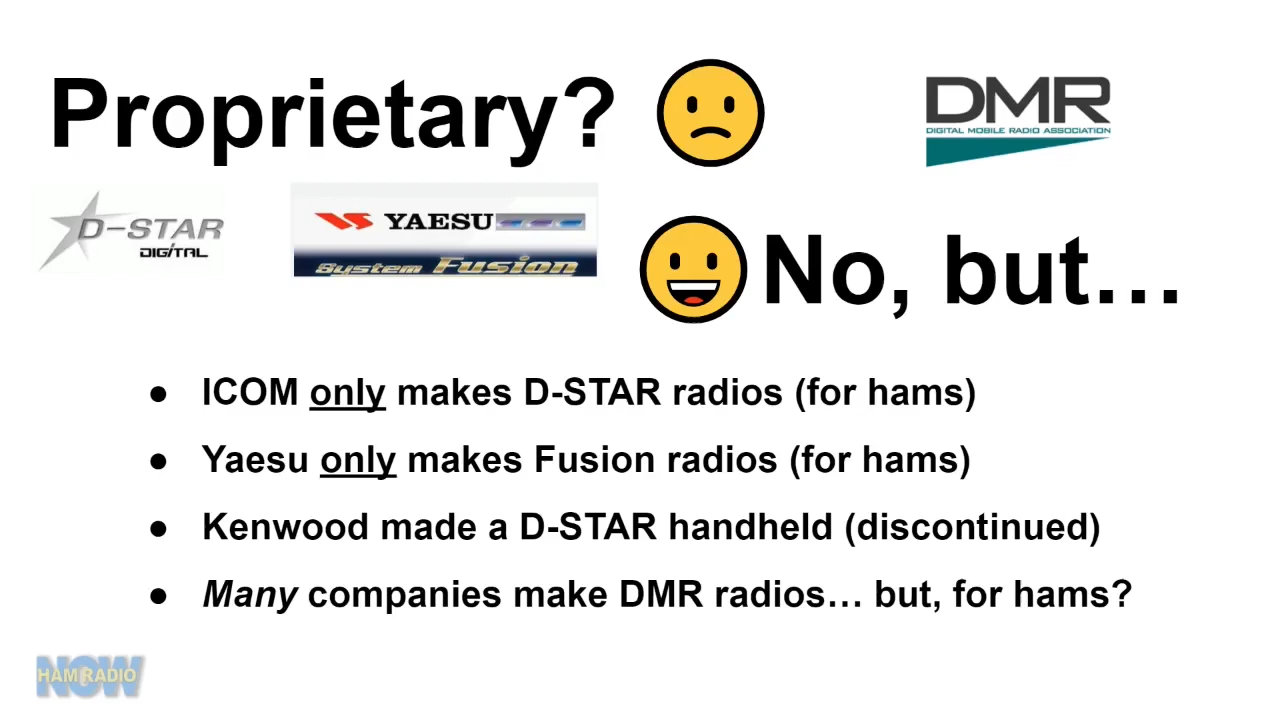 Proprietary?
DMR
DIGITAL MOBILE RADIO ASSOCIATION
D-STAR
DIGITAL
YAESU
System Fusion
No, but…
● ICOM only makes D-STAR radios (for hams)
● Yaesu only makes Fusion radios (for hams)
● Kenwood made a D-STAR handheld (discontinued)
● Many companies make DMR radios… but, for hams?
NOW
HAM RADIO